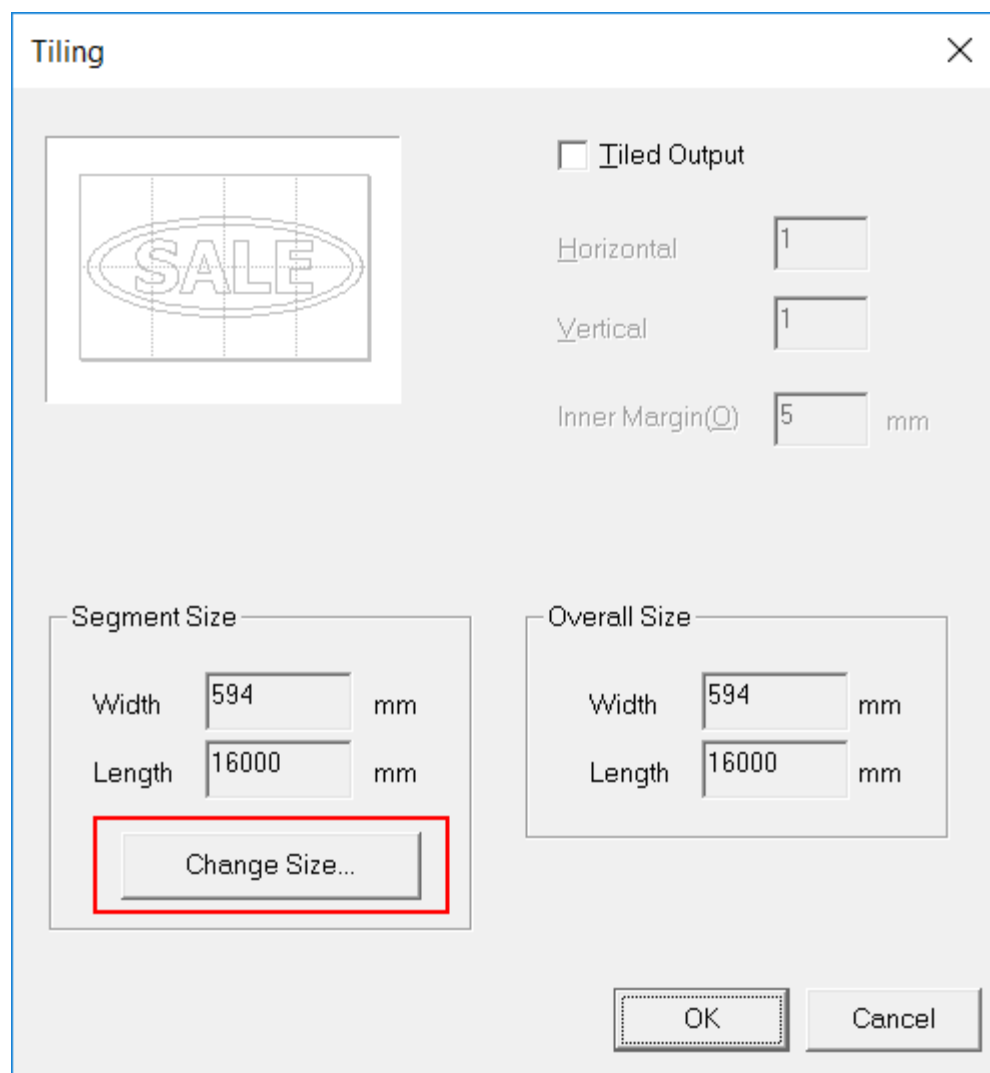 Tiling
SALE
Tiled Output
Horizontal 1
Vertical 1
Inner Margin(O) 5 mm
Segment Size
Width 594 mm
Length 16000 mm
Change Size...
Overall Size
Width 594 mm
Length 16000 mm
OK
Cancel